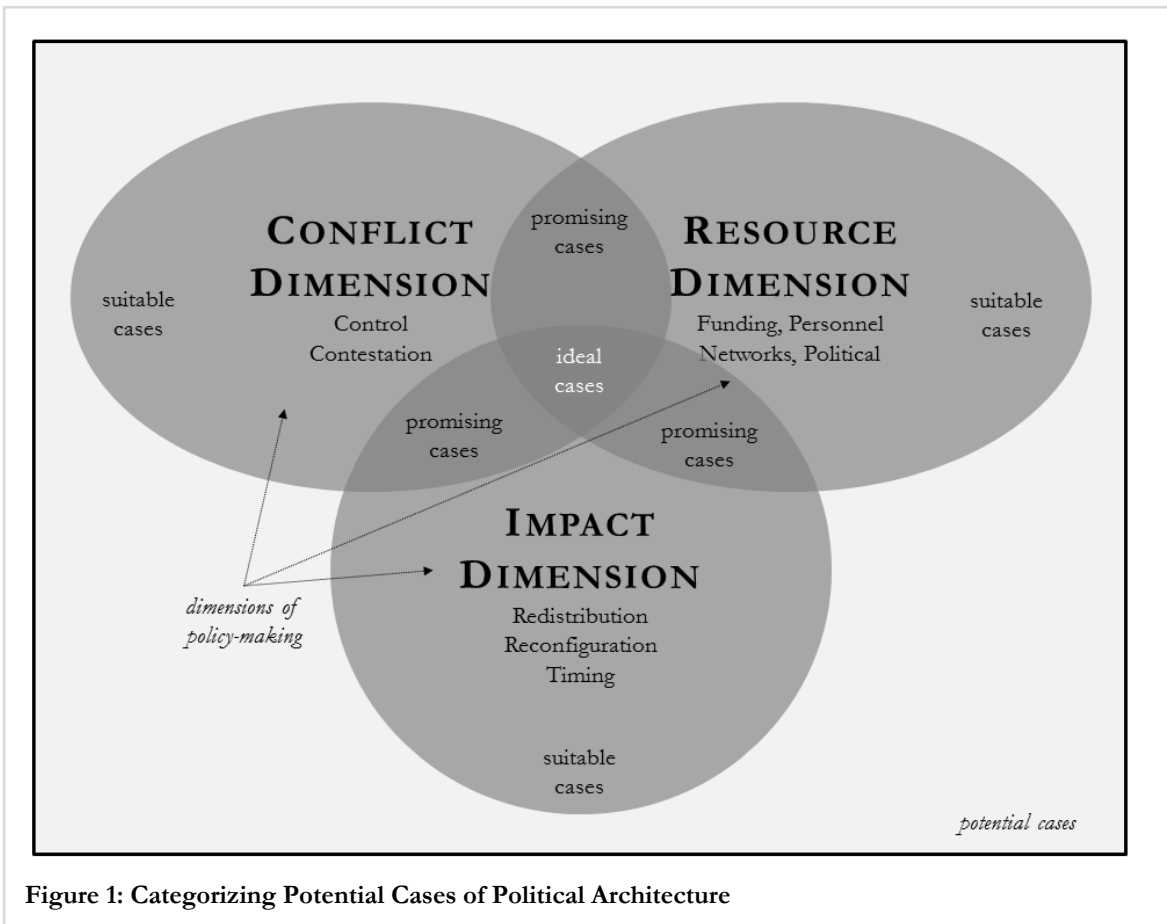 CONFLICT
DIMENSION
Control
Contestation
suitable
cases
promising
cases
RESOURCE
DIMENSION
Funding, Personnel
Networks, Political
suitable
cases
ideal
cases
promising
cases
promising
cases
IMPACT
DIMENSION
Redistribution
Reconfiguration
Timing
dimensions of
policy-making
suitable
cases
potential cases
Figure 1: Categorizing Potential Cases of Political Architecture